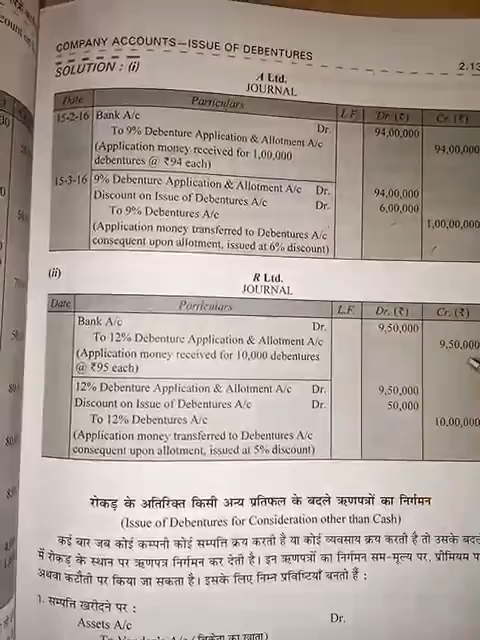 COMPANY ACCOUNTS—ISSUE OF DEBENTURES
2.13
SOLUTION : (i)
A Ltd.
JOURNAL
Date Particulars L.F. Dr. (₹) Cr. (₹)
15-2-16 Bank A/c Dr. 94,00,000
To 9% Debenture Application & Allotment A/c 94,00,000
(Application money received for 1,00,000
debentures @ ₹94 each)
15-3-16 9% Debenture Application & Allotment A/c Dr. 94,00,000
Discount on Issue of Debentures A/c Dr. 6,00,000
To 9% Debentures A/c 1,00,00,000
(Application money transferred to Debentures A/c
consequent upon allotment, issued at 6% discount)
(ii)
R Ltd.
JOURNAL
Date Particulars L.F. Dr. (₹) Cr. (₹)
Bank A/c Dr. 9,50,000
To 12% Debenture Application & Allotment A/c 9,50,000
(Application money received for 10,000 debentures
@ ₹95 each)
12% Debenture Application & Allotment A/c Dr. 9,50,000
Discount on Issue of Debentures A/c Dr. 50,000
To 12% Debentures A/c 10,00,000
(Application money transferred to Debentures A/c
consequent upon allotment, issued at 5% discount)
रोकड़ के अतिरिक्त किसी अन्य प्रतिफल के बदले ऋणपत्रों का निर्गमन
(Issue of Debentures for Consideration other than Cash)
कई बार जब कोई कम्पनी कोई सम्पत्ति क्रय करती है या कोई व्यवसाय क्रय करती है तो उसके बदले
में रोकड़ के स्थान पर ऋणपत्र निर्गमन कर देती है। इन ऋणपत्रों का निर्गमन सम-मूल्य पर, प्रीमियम
अथवा कटौती पर किया जा सकता है। इसके लिए निम्न प्रविष्टियाँ बनती हैं :
1. सम्पत्ति खरीदने पर :
Assets A/c Dr.
To Vendor's A/c (विक्रेता का खाता)